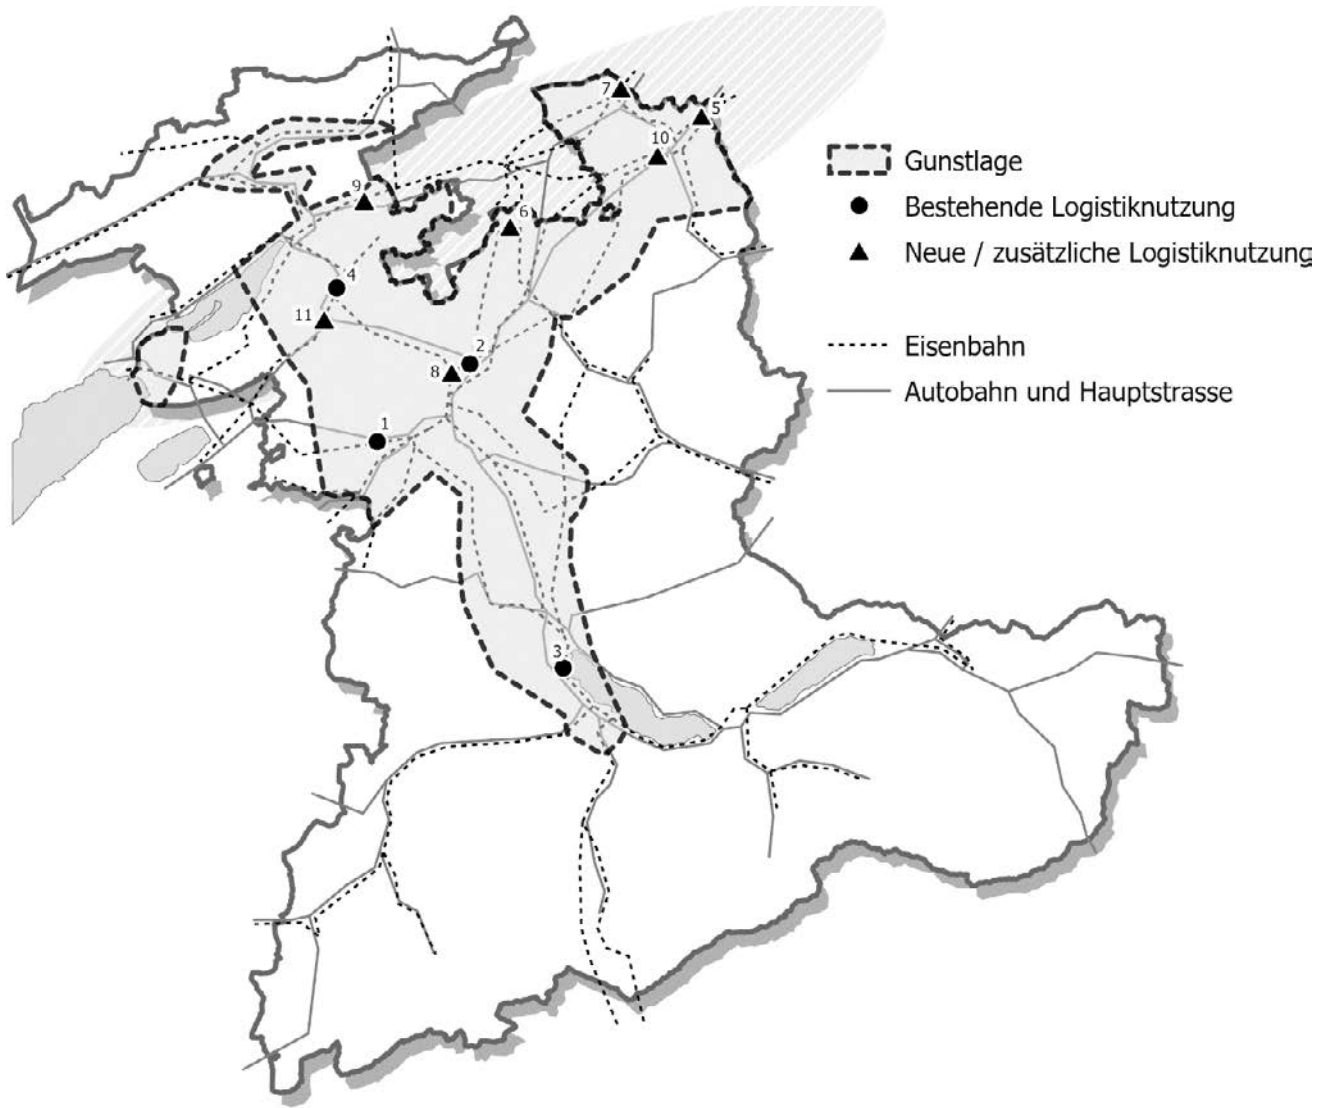 7
5
10
9
6
4
11
2
8
1
3
Gunstlage
Bestehende Logistiknutzung
Neue / zusätzliche Logistiknutzung
Eisenbahn
Autobahn und Hauptstrasse